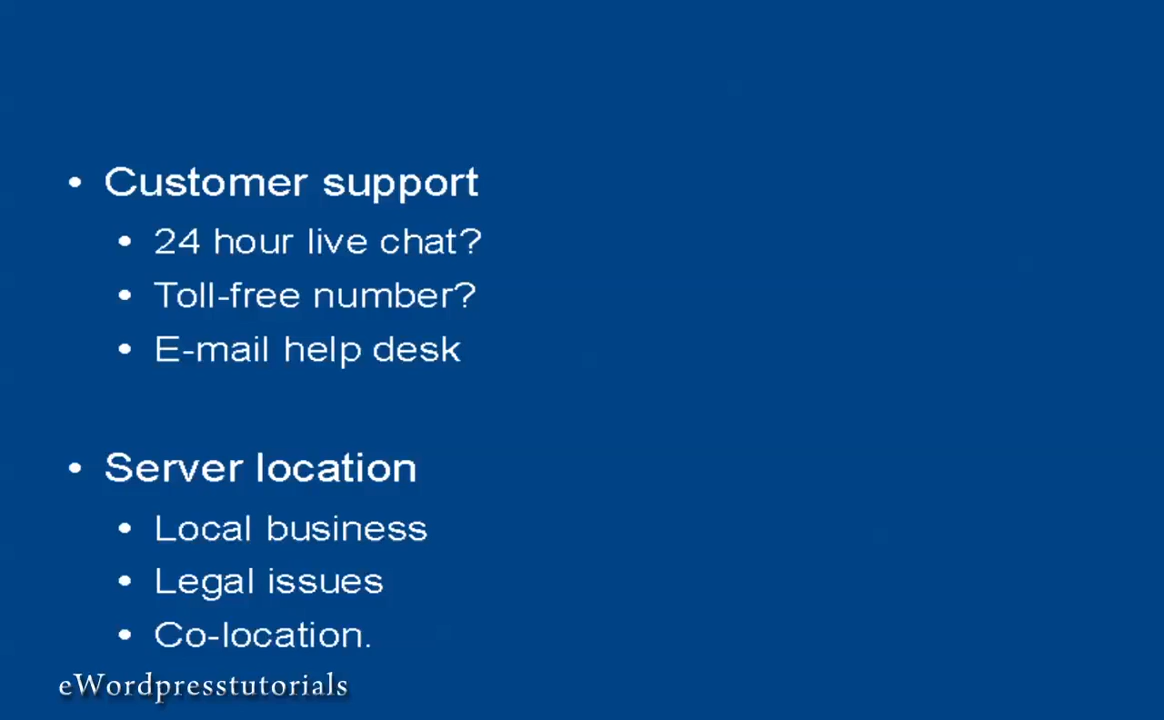 • Customer support
• 24 hour live chat?
• Toll-free number?
• E-mail help desk
• Server location
• Local business
• Legal issues
• Co-location.
eWordpresstutorials